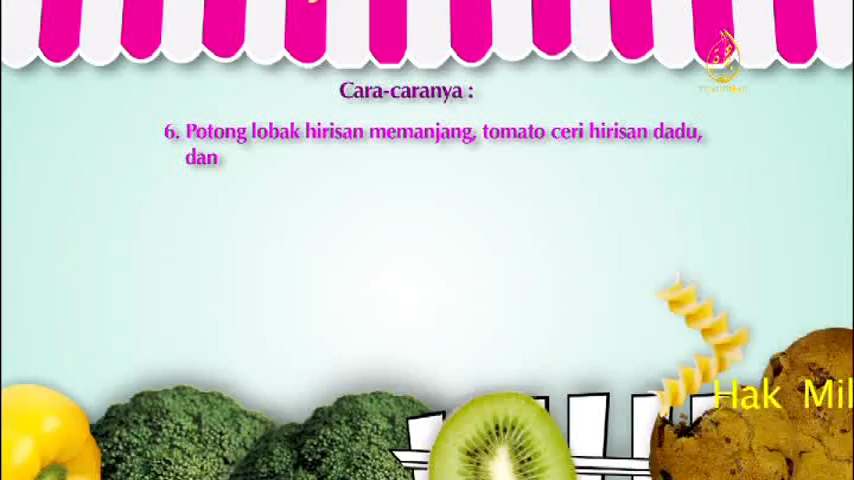 Cara-caranya :
6. Potong lobak hirisan memanjang, tomato ceri hirisan dadu,
dan
Hak Mil